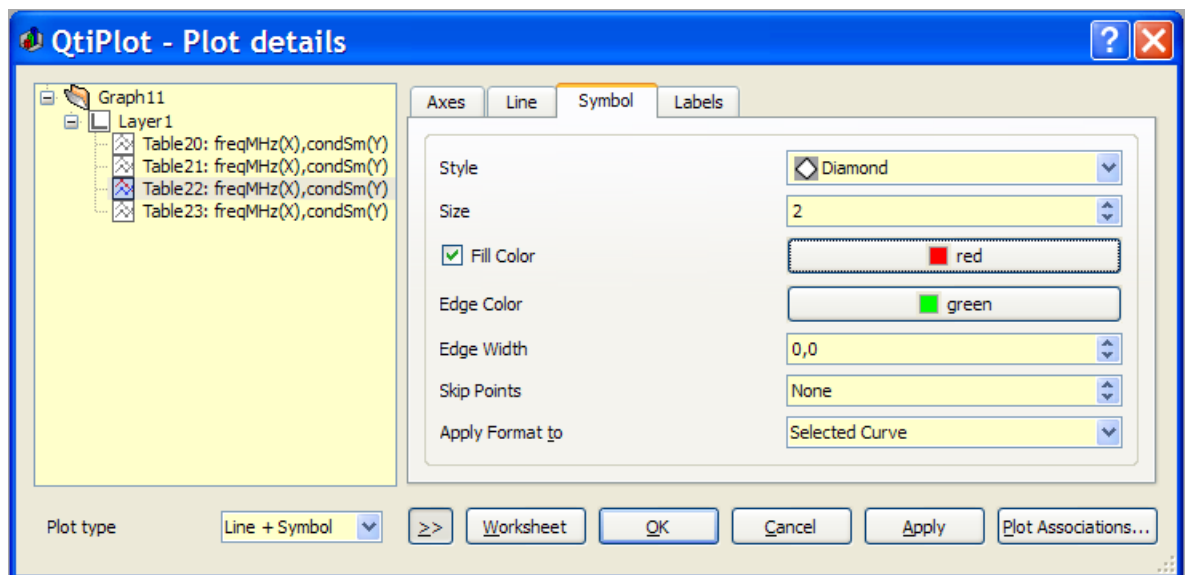 QtiPlot - Plot details
Graph11
Layer1
Table20: freqMHz(X),condSm(Y)
Table21: freqMHz(X),condSm(Y)
Table22: freqMHz(X),condSm(Y)
Table23: freqMHz(X),condSm(Y)
Axes Line Symbol Labels
Style Diamond
Size 2
Fill Color red
Edge Color green
Edge Width 0,0
Skip Points None
Apply Format to Selected Curve
Plot type Line + Symbol >> Worksheet OK Cancel Apply Plot Associations...